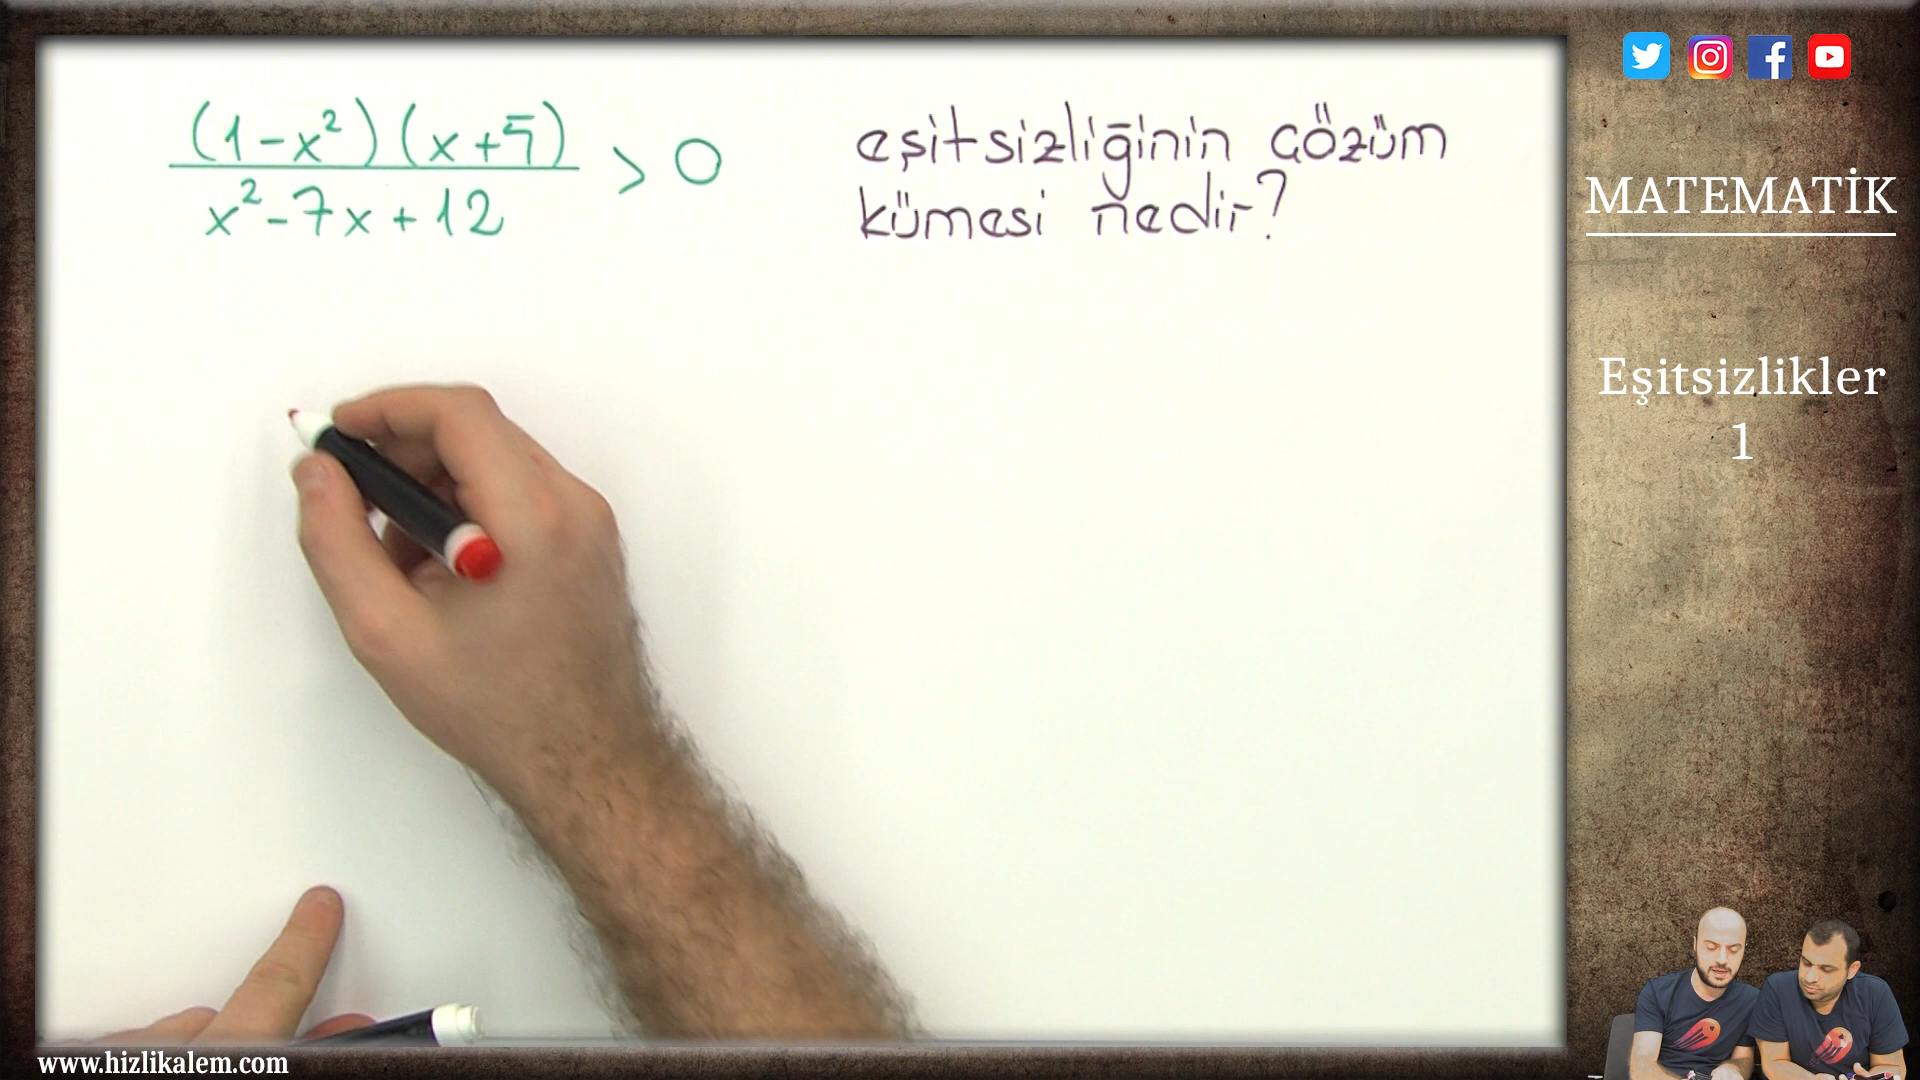 (1-x²)(x+5)
x²-7x+12
> 0
eşitsizliğinin çözüm
kümesi nedir?
MATEMATİK
Eşitsizlikler
1
www.hizlikalem.com